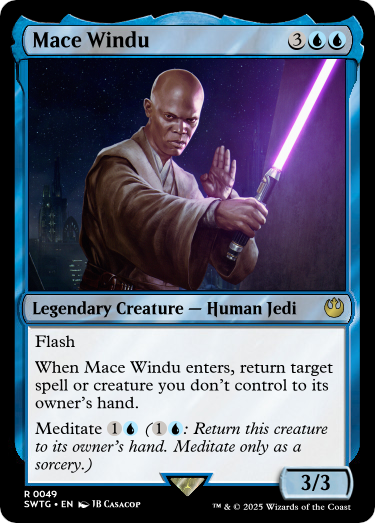 Mace Windu 3
Legendary Creature — Human Jedi
Flash
When Mace Windu enters, return target
spell or creature you don't control to its
owner's hand.
Meditate 1 (1: Return this creature
to its owner's hand. Meditate only as a
sorcery.)
3/3
R 0049
SWTG • EN JB Casacop
™ & © 2025 Wizards of the Coast